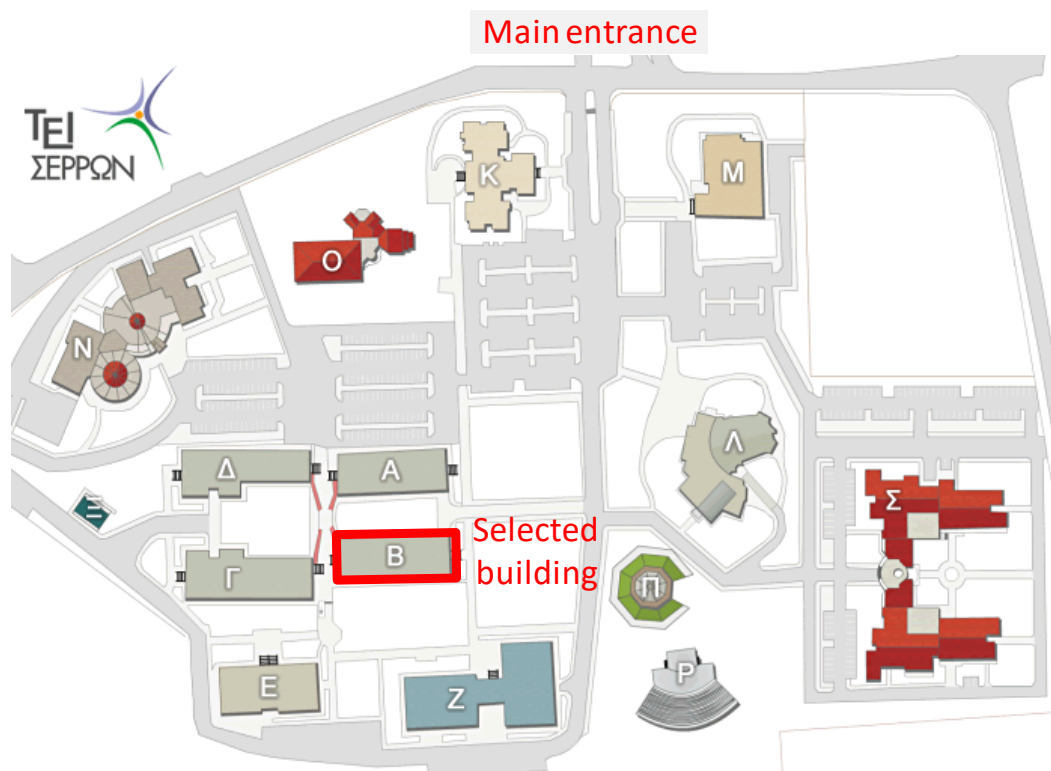 Main entrance
ΤΕΙ
ΣΕΡΡΩΝ
Κ
Μ
Ο
Ν
Λ
Δ
Α
Σ
Ξ
Selected
building
Β
Γ
Π
Ε
Ζ
Ρ